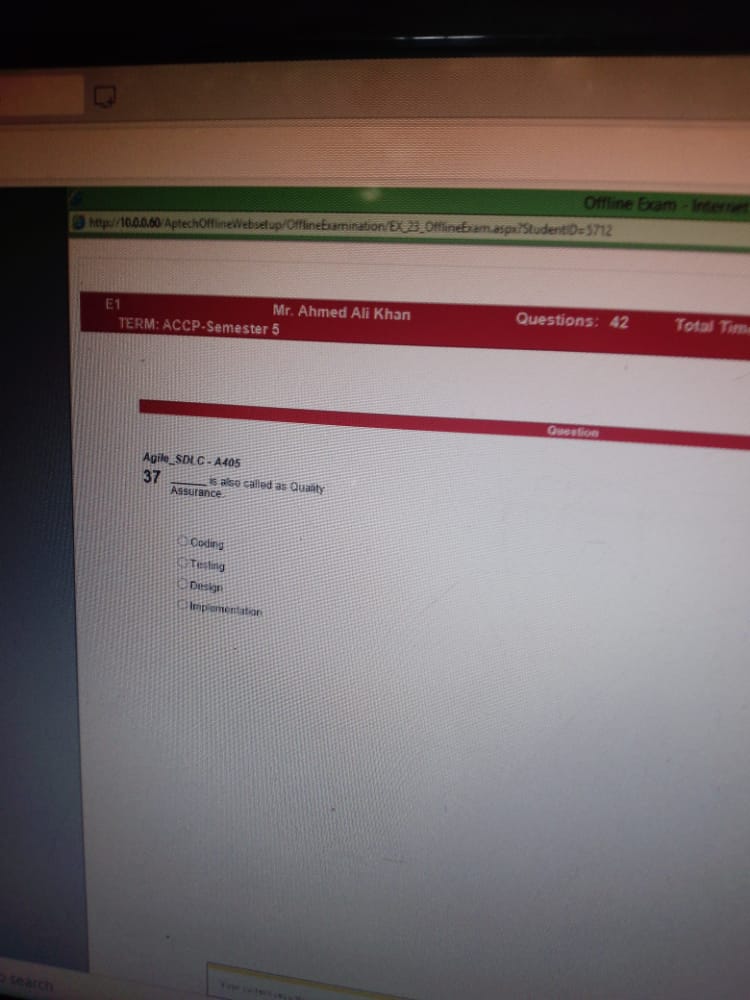 Offline Exam - Internet
http://10.0.0.60/AptechOfflineWebsetup/OfflineExamination/EX_23_OfflineExam.aspx?StudentID=5712
E1 Mr. Ahmed Ali Khan Questions: 42 Total Tim
TERM: ACCP-Semester 5
Question
Agile_SDLC - A405
37 ______ is also called as Quality
Assurance.
Coding
Testing
Design
Implementation
search